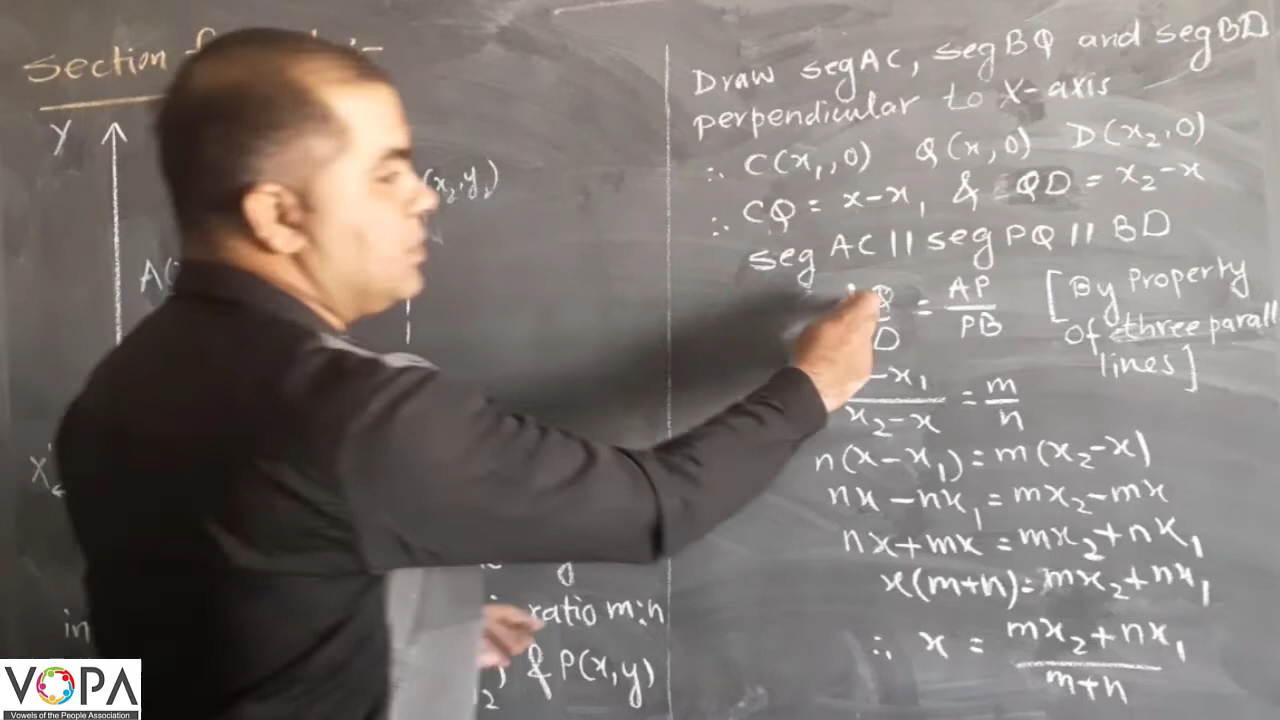 Section
Y
(x₂, y₂)
A(
X'
in
ratio m:n
₂) & P(x,y)
Draw seg AC, seg BQ and seg BD
perpendicular to X-axis
∴ C(x₁,0) Q(x,0) D(x₂,0)
∴ CQ = x-x₁ & QD = x₂-x
seg AC || seg PQ || BD
Q/D = AP/PB [By Property
Of three parall
lines]
-x₁/x₂-x = m/n
n(x-x₁) = m(x₂-x)
nx-nx₁ = mx₂-mx
nx+mx = mx₂+nx₁
x(m+n) = mx₂+nx₁
∴ x = mx₂+nx₁/m+n
VOPA
Vowels of the People Association